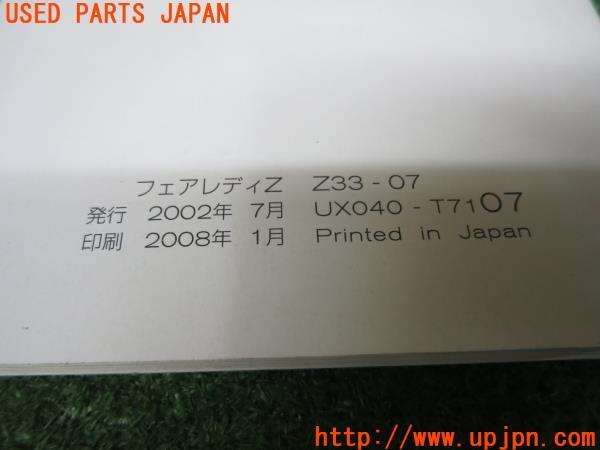 USED PARTS JAPAN
フェアレディZ Z33-07
発行 2002年 7月 UX040-T7107
印刷 2008年 1月 Printed in Japan
http://www.upjpn.com